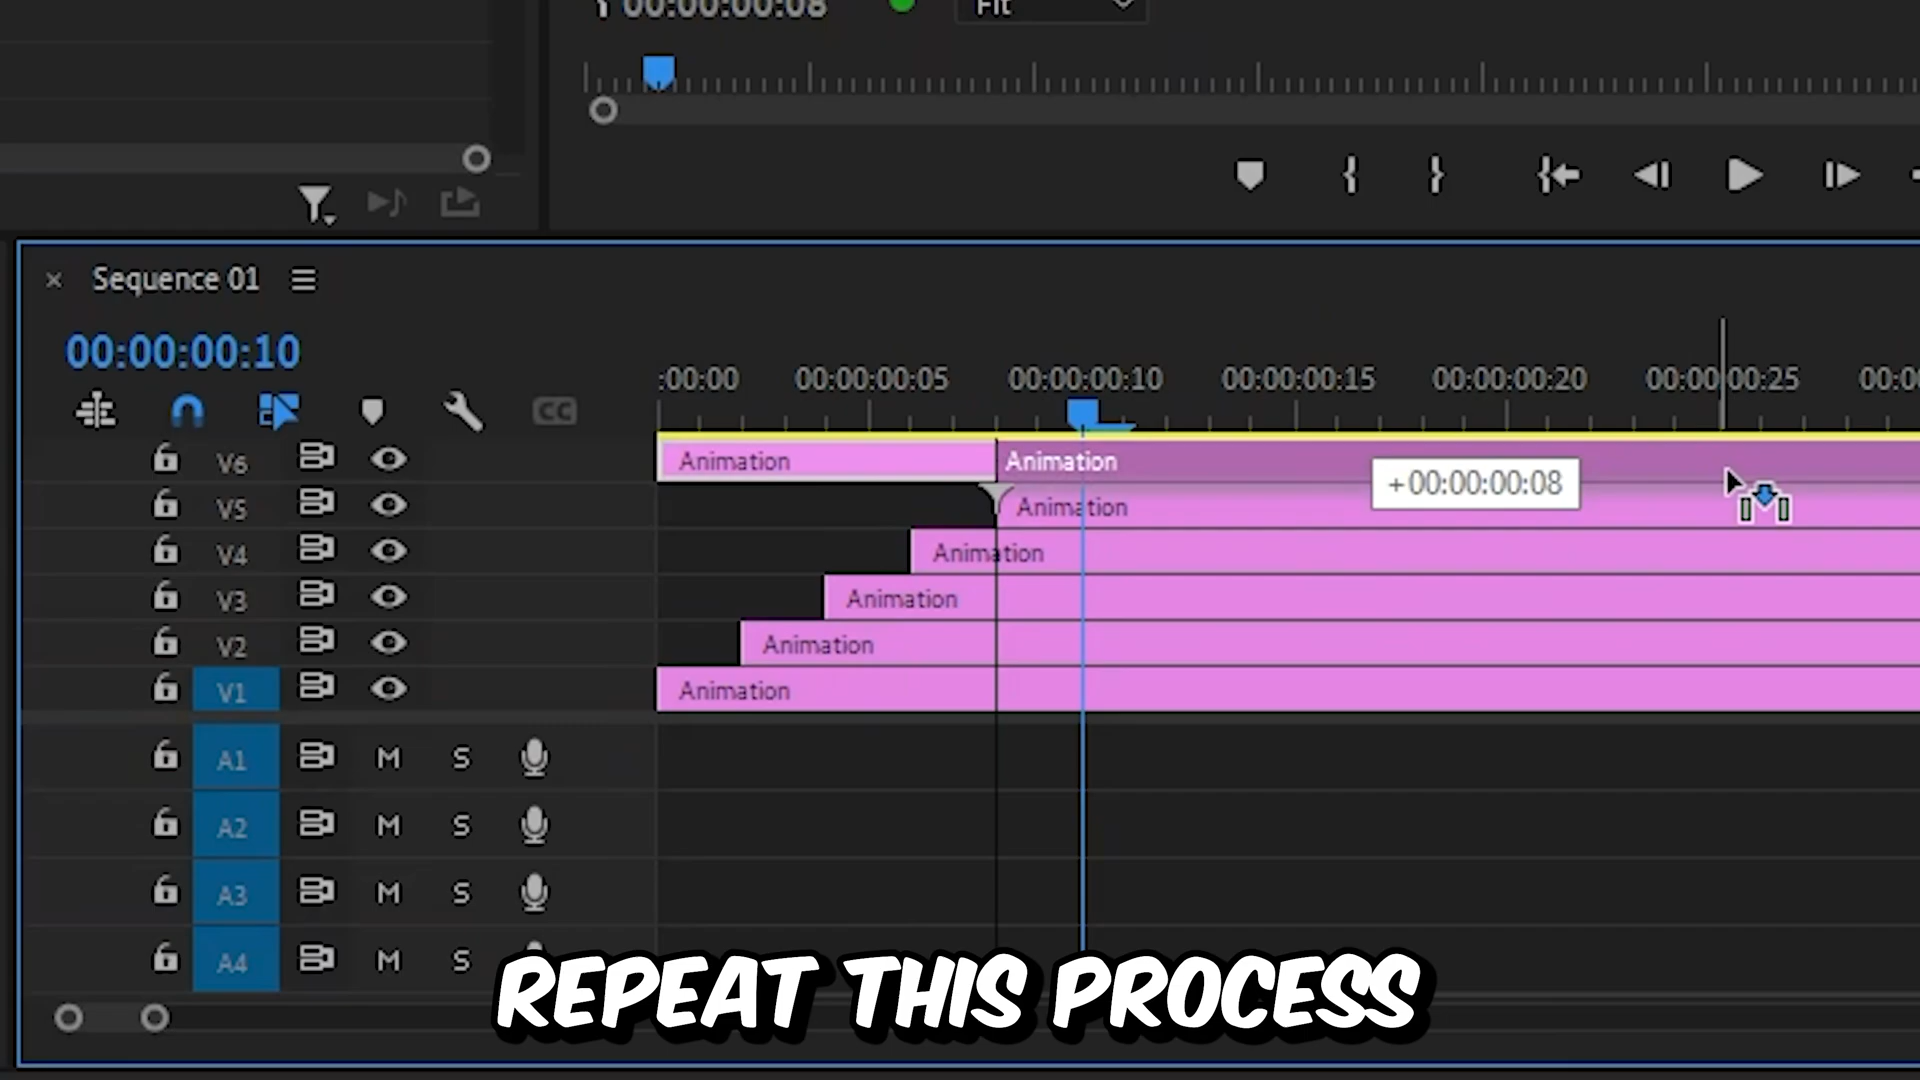 00:00:00:08
Fit
Sequence 01
00:00:00:10
:00:00 00:00:00:05 00:00:00:10 00:00:00:15 00:00:00:20 00:00:00:25 00:00
CC
V6 Animation Animation
+00:00:00:08
V5 Animation
V4 Animation
V3 Animation
V2 Animation
V1 Animation
A1 M S
A2 M S
A3 M S
A4 M S
REPEAT THIS PROCESS